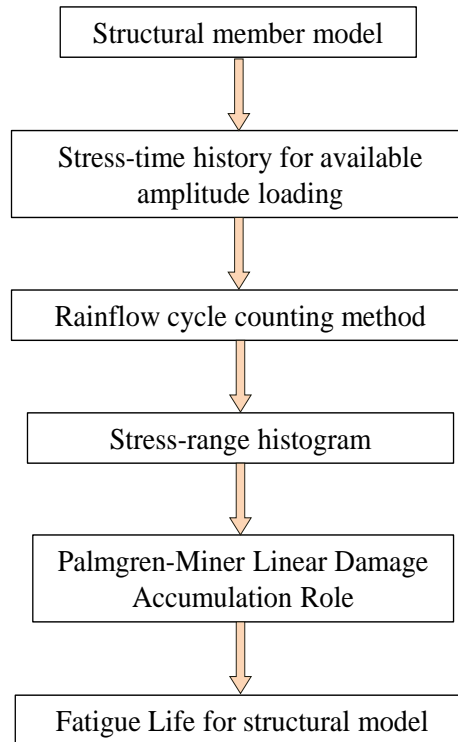 Structural member model
Stress-time history for available
amplitude loading
Rainflow cycle counting method
Stress-range histogram
Palmgren-Miner Linear Damage
Accumulation Role
Fatigue Life for structural model